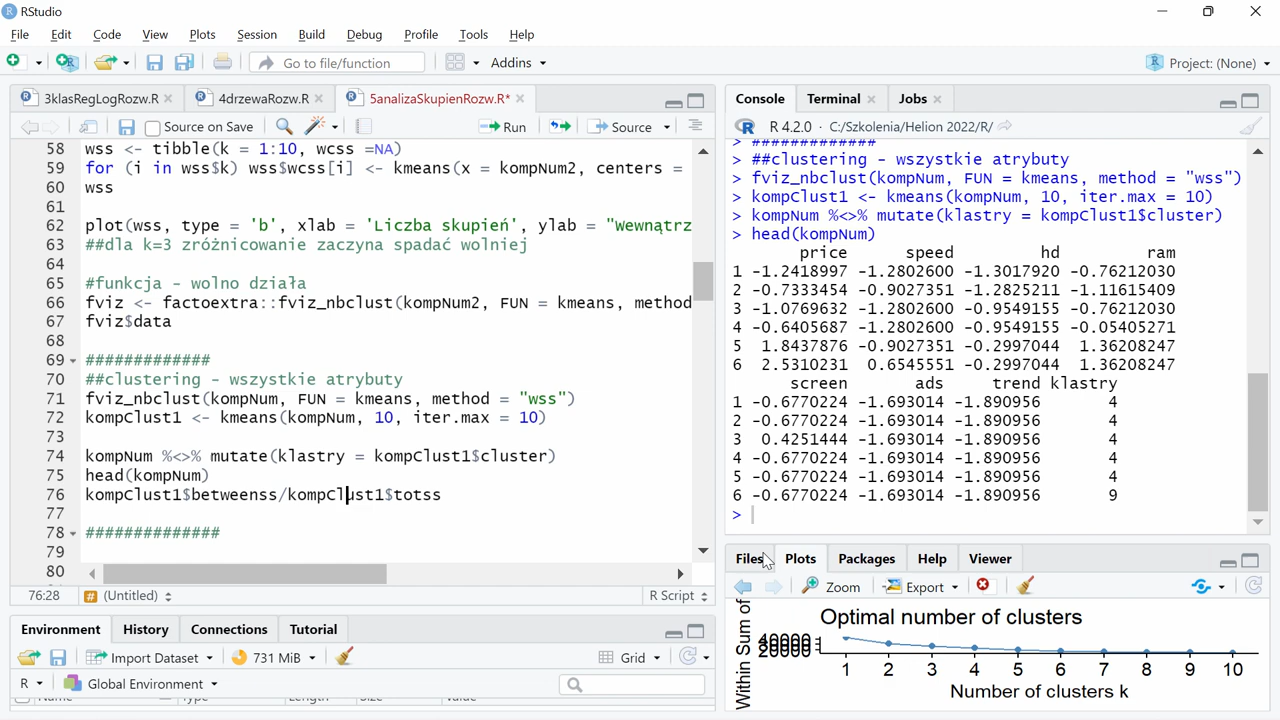 RStudio
File Edit Code View Plots Session Build Debug Profile Tools Help
Go to file/function Addins Project: (None)
3klasRegLogRozw.R 4drzewaRozw.R 5analizaSkupienRozw.R*
Source on Save Run Source
58 wss <- tibble(k = 1:10, wcss =NA)
59 for (i in wss$k) wss$wcss[i] <- kmeans(x = kompNum2, centers =
60 wss
61
62 plot(wss, type = 'b', xlab = 'Liczba skupień', ylab = "Wewnątrz
63 ##dla k=3 zróżnicowanie zaczyna spadać wolniej
64
65 #funkcja - wolno działa
66 fviz <- factoextra::fviz_nbclust(kompNum2, FUN = kmeans, method
67 fviz$data
68
69 #############
70 ##clustering - wszystkie atrybuty
71 fviz_nbclust(kompNum, FUN = kmeans, method = "wss")
72 kompClust1 <- kmeans(kompNum, 10, iter.max = 10)
73
74 kompNum %<>% mutate(klastry = kompClust1$cluster)
75 head(kompNum)
76 kompClust1$betweenss/kompClust1$totss
77
78 ##############
79
80
76:28 (Untitled) R Script
Environment History Connections Tutorial
Import Dataset 731 MiB Grid
R Global Environment
Name Type Length Size Value
Console Terminal Jobs
R 4.2.0 · C:/Szkolenia/Helion 2022/R/
> #############
> ##clustering - wszystkie atrybuty
> fviz_nbclust(kompNum, FUN = kmeans, method = "wss")
> kompClust1 <- kmeans(kompNum, 10, iter.max = 10)
> kompNum %<>% mutate(klastry = kompClust1$cluster)
> head(kompNum)
price speed hd ram
1 -1.2418997 -1.2802600 -1.3017920 -0.76212030
2 -0.7333454 -0.9027351 -1.2825211 -1.11615409
3 -1.0769632 -1.2802600 -0.9549155 -0.76212030
4 -0.6405687 -1.2802600 -0.9549155 -0.05405271
5 1.8437876 -0.9027351 -0.2997044 1.36208247
6 2.5310231 0.6545551 -0.2997044 1.36208247
screen ads trend klastry
1 -0.6770224 -1.693014 -1.890956 4
2 -0.6770224 -1.693014 -1.890956 4
3 0.4251444 -1.693014 -1.890956 4
4 -0.6770224 -1.693014 -1.890956 4
5 -0.6770224 -1.693014 -1.890956 4
6 -0.6770224 -1.693014 -1.890956 9
>
Files Plots Packages Help Viewer
Zoom Export
Optimal number of clusters
Within Sum of
40000
20000
1 2 3 4 5 6 7 8 9 10
Number of clusters k